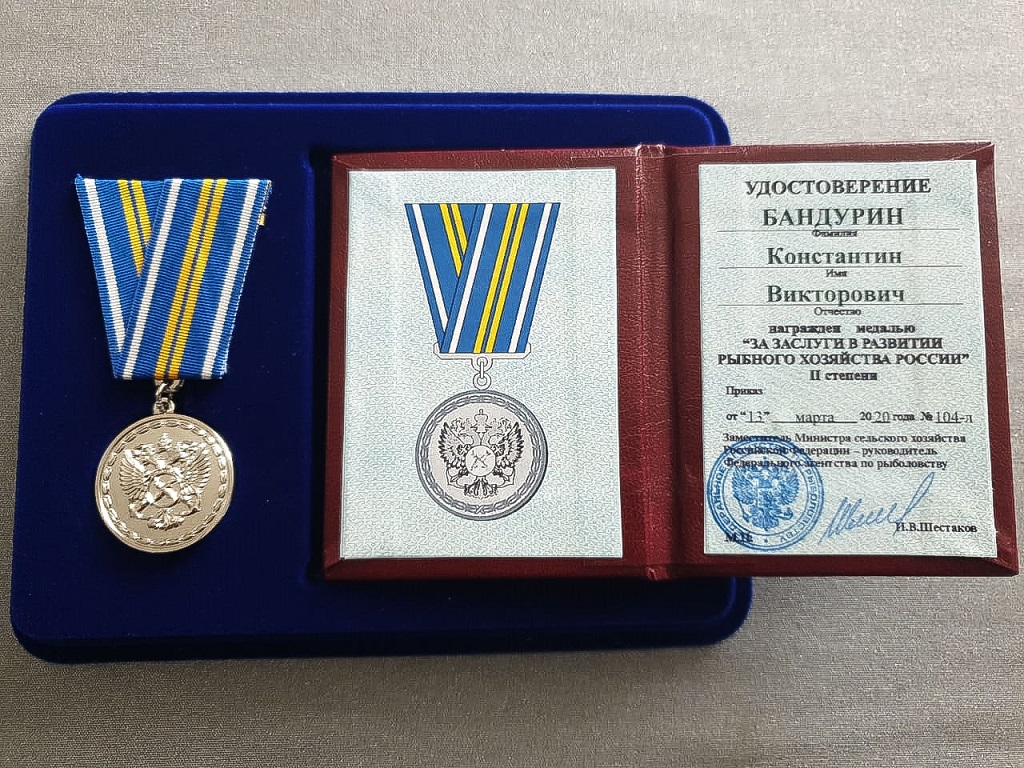 УДОСТОВЕРЕНИЕ
БАНДУРИН
Фамилия
Константин
Имя
Викторович
Отчество
награжден медалью
"ЗА ЗАСЛУГИ В РАЗВИТИИ
РЫБНОГО ХОЗЯЙСТВА РОССИИ"
II степени
Приказ
от "13" марта 2020 года № 104-л
Заместитель Министра сельского хозяйства
Российской Федерации – руководитель
Федерального агентства по рыболовству
И.В.Шестаков
М.П.